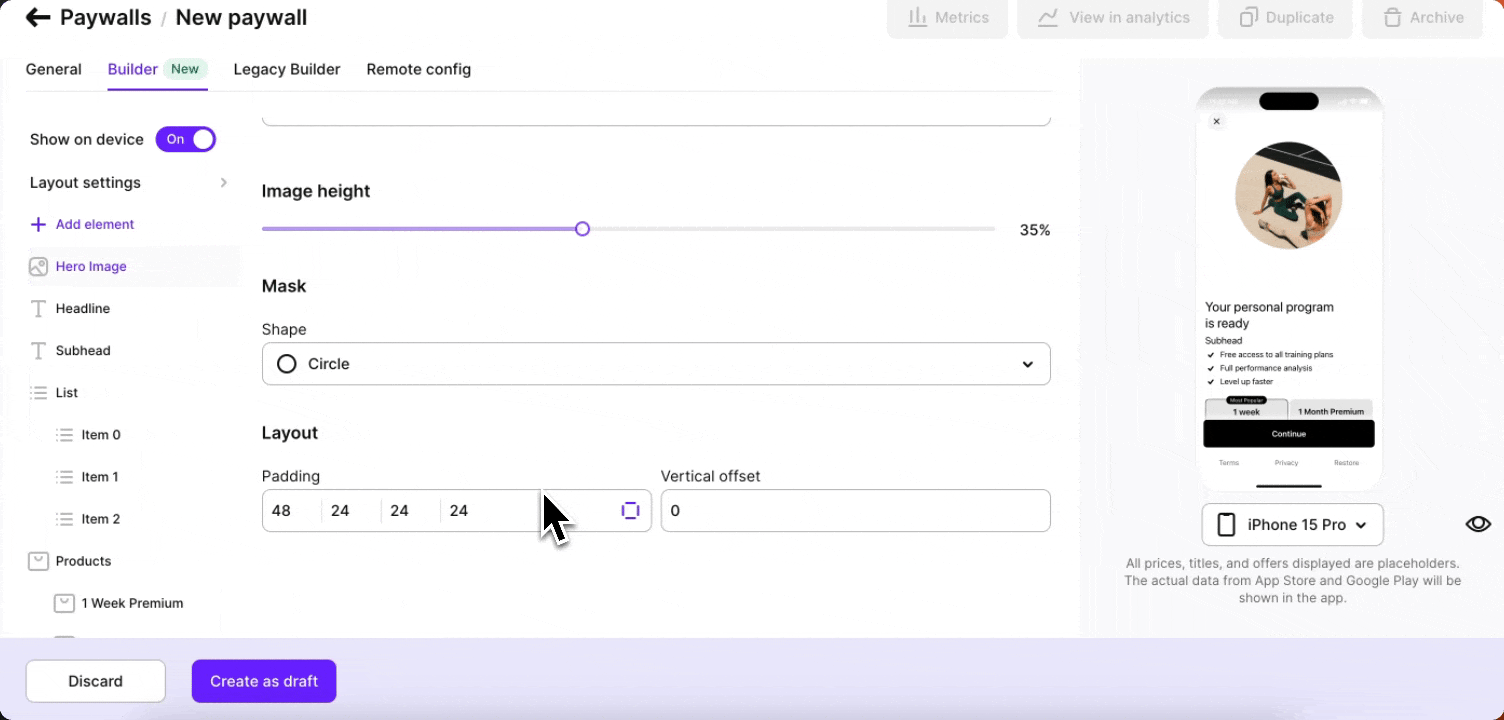 Paywalls / New paywall
Metrics
View in analytics
Duplicate
Archive
General
Builder New
Legacy Builder
Remote config
Show on device On
Layout settings
Add element
Hero Image
Headline
Subhead
List
Item 0
Item 1
Item 2
Products
1 Week Premium
Image height
35%
Mask
Shape
Circle
Layout
Padding
Vertical offset
48 24 24 24
0
Your personal program
is ready
Subhead
Free access to all training plans
Full performance analysis
Level up faster
Most Popular
1 week
1 Month Premium
Continue
Terms Privacy Restore
iPhone 15 Pro
All prices, titles, and offers displayed are placeholders.
The actual data from App Store and Google Play will be
shown in the app.
Discard
Create as draft